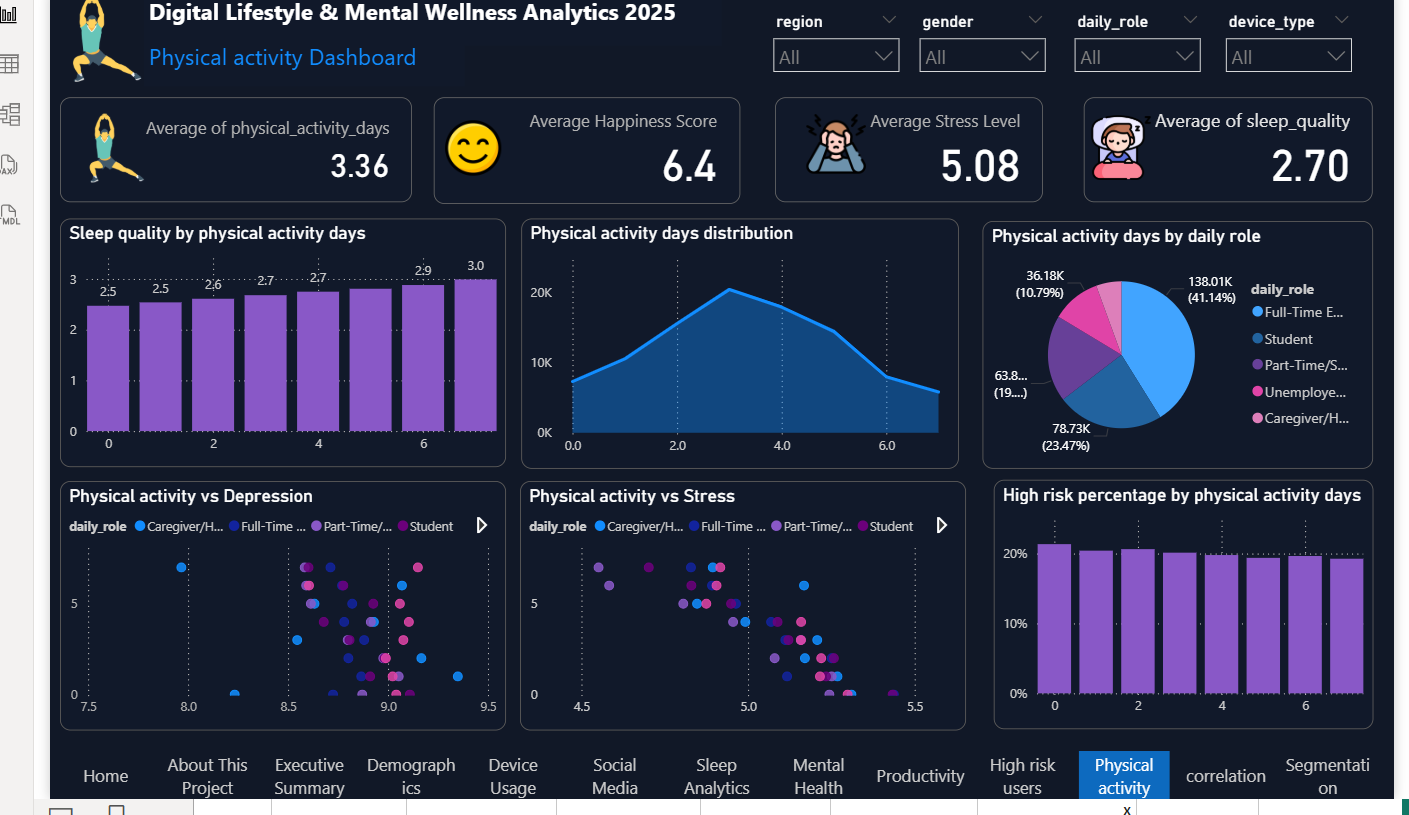 Digital Lifestyle & Mental Wellness Analytics 2025
Physical activity Dashboard
region
gender
daily_role
device_type
All
All
All
All
Average of physical_activity_days
3.36
Average Happiness Score
6.4
Average Stress Level
5.08
Average of sleep_quality
2.70
Sleep quality by physical activity days
3
2
1
0
2.5
2.5
2.6
2.7
2.7
2.9
3.0
0
2
4
6
Physical activity days distribution
20K
10K
0K
0.0
2.0
4.0
6.0
Physical activity days by daily role
36.18K
(10.79%)
138.01K
(41.14%)
63.8...
(19....)
78.73K
(23.47%)
daily_role
Full-Time E...
Student
Part-Time/S...
Unemploye...
Caregiver/H...
Physical activity vs Depression
daily_role Caregiver/H... Full-Time ... Part-Time/... Student
5
0
7.5
8.0
8.5
9.0
9.5
Physical activity vs Stress
daily_role Caregiver/H... Full-Time ... Part-Time/... Student
5
0
4.5
5.0
5.5
High risk percentage by physical activity days
20%
10%
0%
0
2
4
6
Home
About This
Project
Executive
Summary
Demograph
ics
Device
Usage
Social
Media
Sleep
Analytics
Mental
Health
Productivity
High risk
users
Physical
activity
correlation
Segmentati
on
x